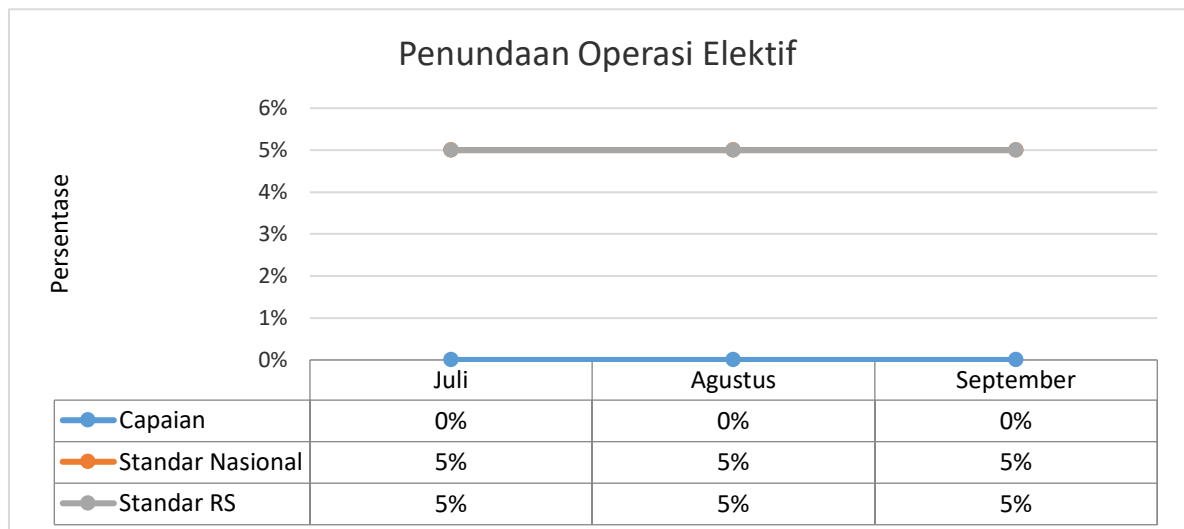 Penundaan Operasi Elektif
Persentase
6%
5%
4%
3%
2%
1%
0%
Juli Agustus September
Capaian 0% 0% 0%
Standar Nasional 5% 5% 5%
Standar RS 5% 5% 5%